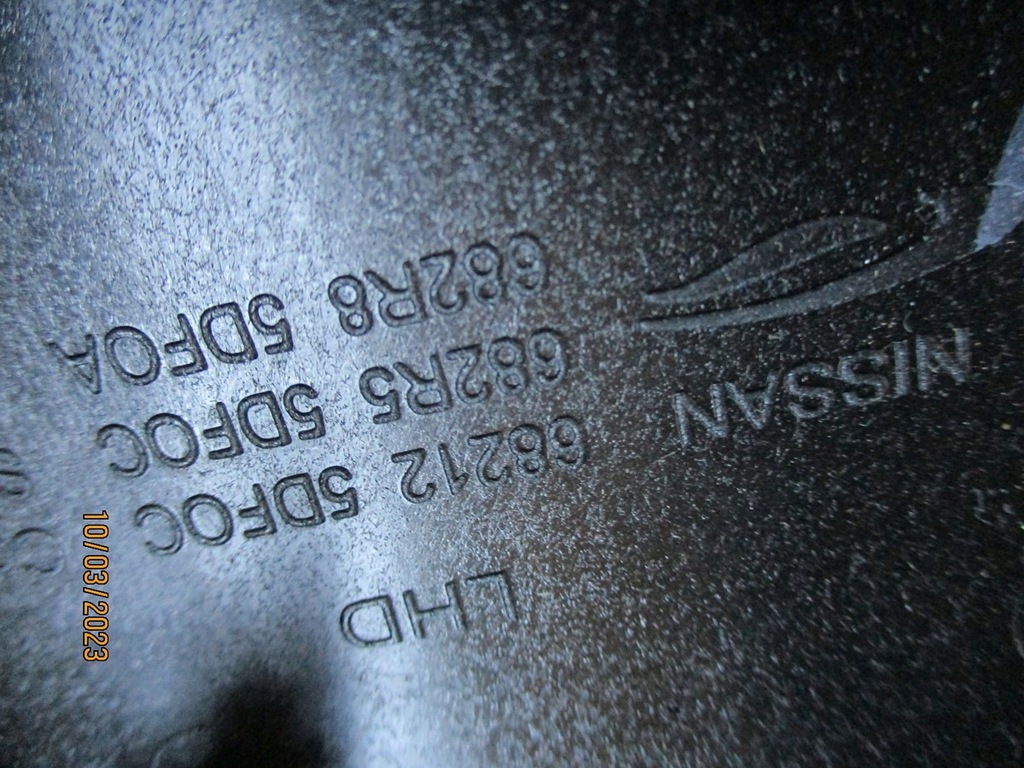 NISSAN
LHD
68212 5DF0C
682R5 5DF0C
682R8 5DF0A
10/03/2023